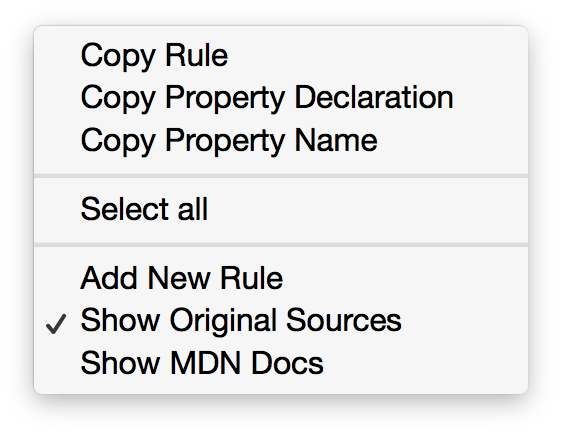 Copy Rule
Copy Property Declaration
Copy Property Name
Select all
Add New Rule
✓ Show Original Sources
Show MDN Docs